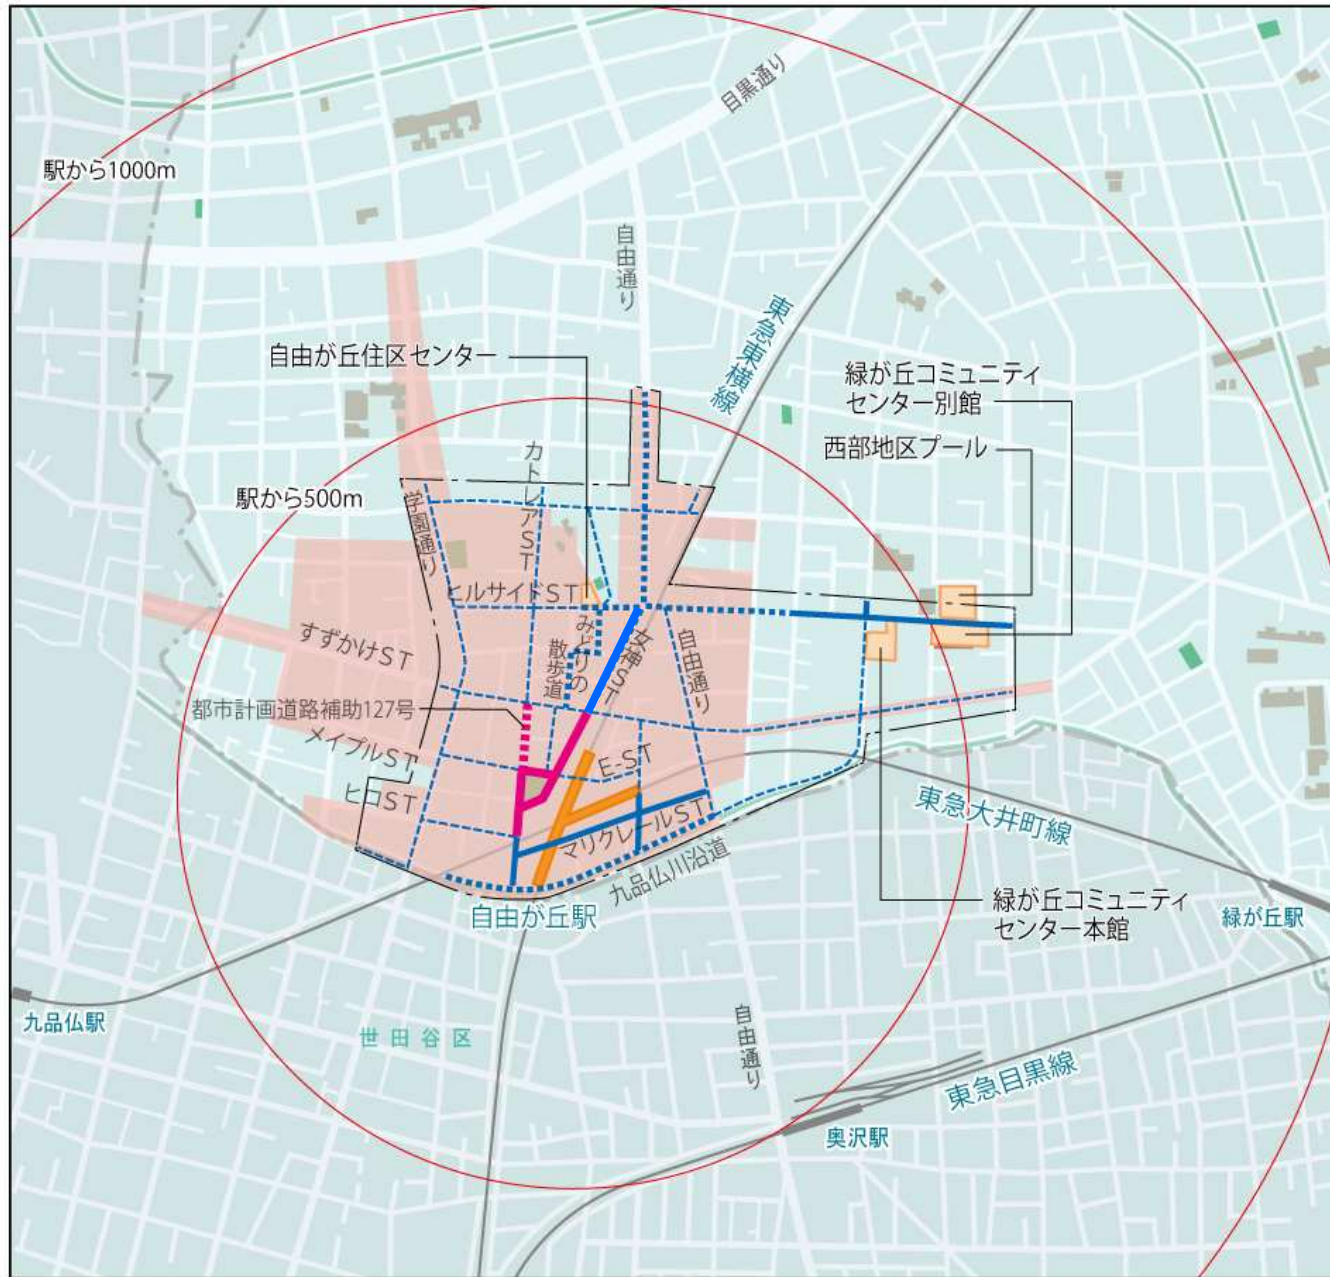 目黒通り
駅から1000m
自由通り
東急東横線
自由が丘住区センター
緑が丘コミュニティ
センター別館
西部地区プール
カトレアST
駅から500m
学園通り
ヒルサイドST
みどりの
散歩道
女神ST
自由通り
すずかけST
都市計画道路補助127号
メイプルST
E-ST
ヒロST
マリクレールST
東急大井町線
九品仏川沿道
自由が丘駅
緑が丘コミュニティ
センター本館
緑が丘駅
九品仏駅
世田谷区
自由通り
東急目黒線
奥沢駅